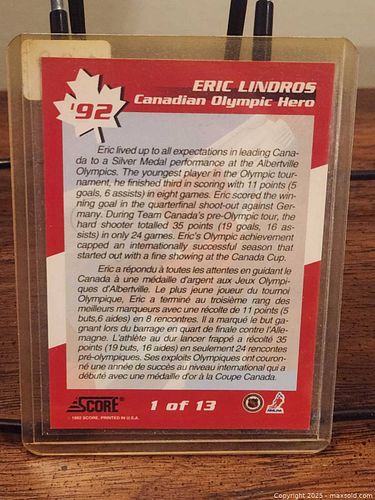 '92
ERIC LINDROS
Canadian Olympic Hero
Eric lived up to all expectations in leading Cana-
da to a Silver Medal performance at the Albertville
Olympics. The youngest player in the Olympic tour-
nament, he finished third in scoring with 11 points (5
goals, 6 assists) in eight games. Eric scored the win-
ning goal in the quarterfinal shoot-out against Ger-
many. During Team Canada's pre-Olympic tour, the
hard shooter totalled 35 points (19 goals, 16 as-
sists) in only 24 games. Eric's Olympic achievement
capped an internationally successful season that
started out with a fine showing at the Canada Cup.
Eric a répondu à toutes les attentes en guidant le
Canada à une médaille d'argent aux Jeux Olympi-
ques d'Albertville. Le plus jeune joueur du tournoi
Olympique, Eric a terminé au troisième rang des
meilleurs marqueurs avec une récolte de 11 points (5
buts,6 aides) en 8 rencontres. Il a marqué le but ga-
gnant lors du barrage en quart de finale contre l'Alle-
magne. L'athlète au dur lancer frappé a récolté 35
points (19 buts, 16 aides) en seulement 24 rencontres
pré-olympiques. Ses exploits Olympiques ont couron-
né une année de succès au niveau international qui a
débuté avec une médaille d'or à la Coupe Canada.
SCORE®
© 1992 SCORE, PRINTED IN U.S.A.
1 of 13
NHL
NHLPA
Copyright 2025 - maxsold.com